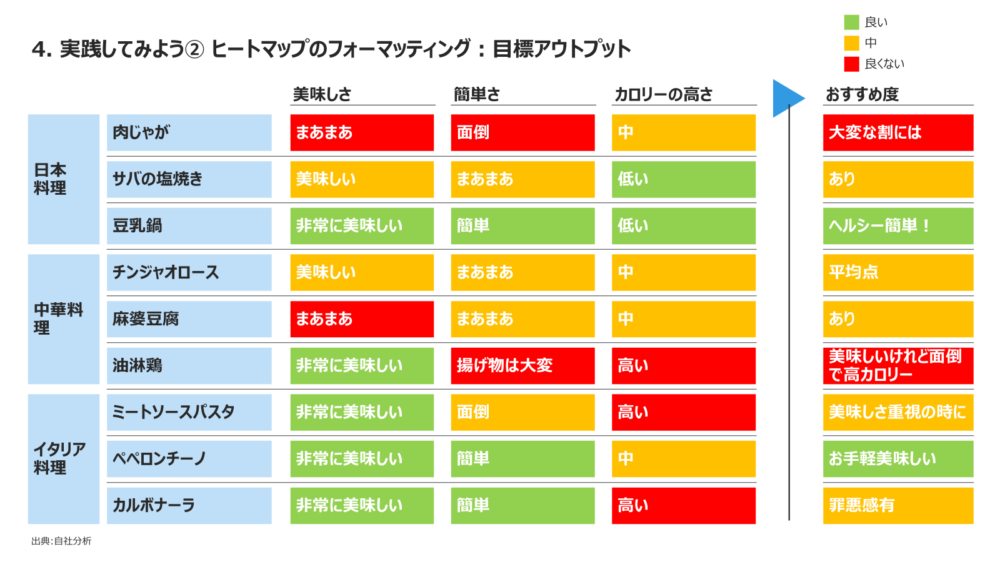 良い
中
良くない
4. 実践してみよう② ヒートマップのフォーマッティング：目標アウトプット
美味しさ 簡単さ カロリーの高さ おすすめ度
日本
料理
肉じゃが まあまあ 面倒 中 大変な割には
サバの塩焼き 美味しい まあまあ 低い あり
豆乳鍋 非常に美味しい 簡単 低い ヘルシー簡単！
中華料
理
チンジャオロース 美味しい まあまあ 中 平均点
麻婆豆腐 まあまあ まあまあ 中 あり
油淋鶏 非常に美味しい 揚げ物は大変 高い 美味しいけれど面倒
で高カロリー
イタリア
料理
ミートソースパスタ 非常に美味しい 面倒 高い 美味しさ重視の時に
ペペロンチーノ 非常に美味しい 簡単 中 お手軽美味しい
カルボナーラ 非常に美味しい 簡単 高い 罪悪感有
出典:自社分析